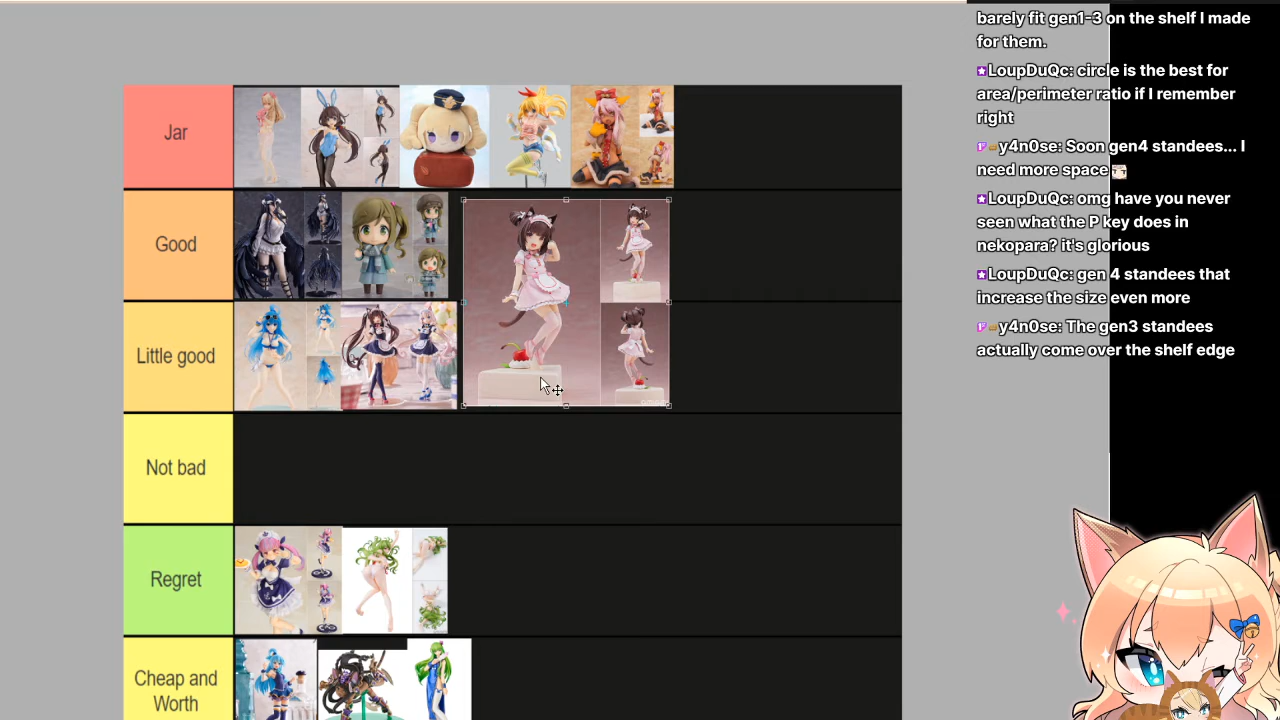 Jar
Good
Little good
Not bad
Regret
Cheap and
Worth
barely fit gen1-3 on the shelf I made
for them.
LoupDuQc: circle is the best for
area/perimeter ratio if I remember
right
y4n0se: Soon gen4 standees... I
need more space
LoupDuQc: omg have you never
seen what the P key does in
nekopara? it's glorious
LoupDuQc: gen 4 standees that
increase the size even more
y4n0se: The gen3 standees
actually come over the shelf edge